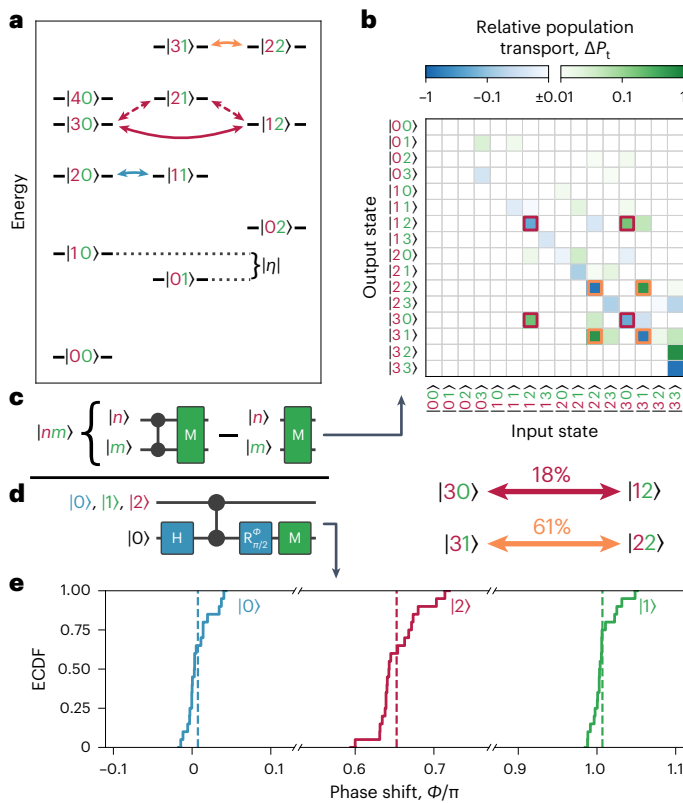 a
Energy
|31⟩ |22⟩
|40⟩ |21⟩
|30⟩ |12⟩
|20⟩ |11⟩
|02⟩
|10⟩
|01⟩
|η|
|00⟩
b
Relative population
transport, ΔPt
−1 −0.1 ±0.01 0.1 1
Output state
|00⟩
|01⟩
|02⟩
|03⟩
|10⟩
|11⟩
|12⟩
|13⟩
|20⟩
|21⟩
|22⟩
|23⟩
|30⟩
|31⟩
|32⟩
|33⟩
|00⟩ |01⟩ |02⟩ |03⟩ |10⟩ |11⟩ |12⟩ |13⟩ |20⟩ |21⟩ |22⟩ |23⟩ |30⟩ |31⟩ |32⟩ |33⟩
Input state
c
|nm⟩ { |n⟩ |m⟩ M − |n⟩ |m⟩ M
d
|0⟩, |1⟩, |2⟩
|0⟩ H R^Φ_π/2 M
|30⟩ 18% |12⟩
|31⟩ 61% |22⟩
e
ECDF
1.00
0.75
0.50
0.25
0
|0⟩ |2⟩ |1⟩
−0.1 0 0.1 0.6 0.7 0.9 1.0 1.1
Phase shift, Φ/π